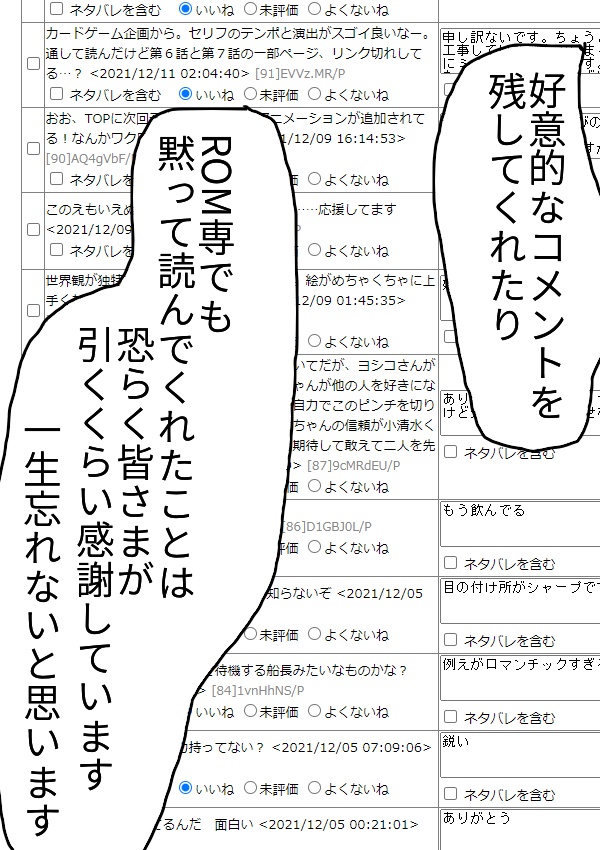 好意的なコメントを
残してくれたり
ROM専でも
黙って読んでくれたことは
恐らく皆さまが
引くくらい感謝しています
一生忘れないと思います
ネタバレを含む いいね 未評価 よくないね
カードゲーム企画から。セリフのテンポと演出がスゴイ良いなー。
通して読んだけど第6話と第7話の一部ページ、リンク切れして
る…? <2021/12/11 02:04:40> [91]EVVz.MR/P
ネタバレを含む いいね 未評価 よくないね
おお、TOPに次回 ニメーションが追加されて
る！なんかワク /12/09 16:14:53>
[90]AQ4gVbF/
ネタバレを 価 よくないね
このえもいえぬ ……応援してます
<2021/12/09
ネタバレを 価 よくないね
世界観が独特 絵がめちゃくちゃに上
手く /09 01:45:35>
よくないね
いてだが、ヨシコさんが
ちゃんが他の人を好きにな
自力でこのピンチを切り
ちゃんの信頼が小清水く
期待して敢えて二人を先
> [87]9cMRdEU/P
価 よくないね
[86]D1GBJ0L/P
価 よくないね
知らないぞ <2021/12/05
未評価 よくないね
待機する船長みたいなものかな？
> [84]1vnHhNS/P
いいね 未評価 よくないね
持ってない？ <2021/12/05 07:09:06>
いいね 未評価 よくないね
るんだ 面白い <2021/12/05 00:21:01>
申し訳ないです。ちょう
工事して
に
あり
けど
ネタバレを含む
もう飲んでる
ネタバレを含む
目の付け所がシャープで
ネタバレを含む
例えがロマンチックすぎ
ネタバレを含む
鋭い
ネタバレを含む
ありがとう